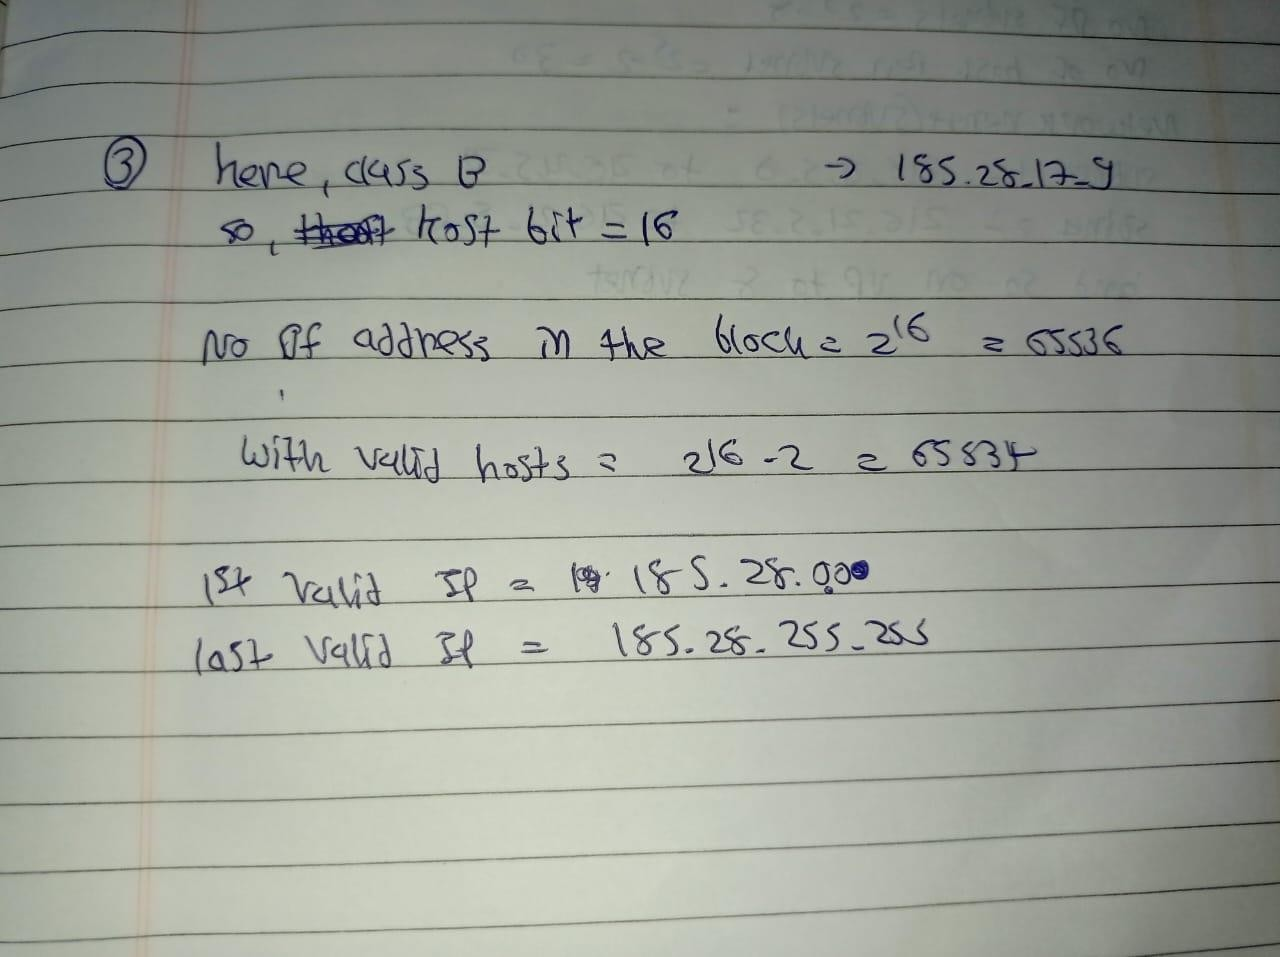 ③ here, class B → 185.28.17.9
so, host bit = 16
No of address in the block = 2^16 = 65536
With valid hosts = 216 - 2 = 65534
1st valid IP = 185.28.0.0
last valid IP = 185.28.255.255